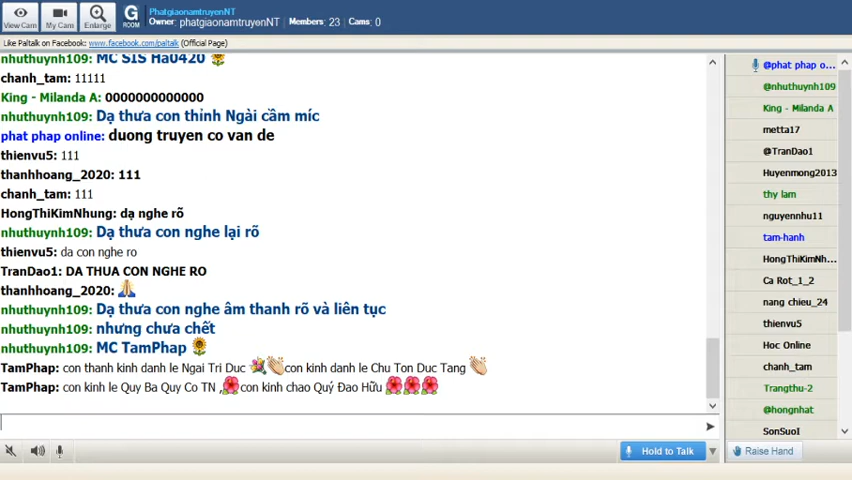 View Cam
My Cam
Enlarge
G ROOM
PhatgiaonamtruyenNT
Owner: phatgiaonamtruyenNT Members: 23 Cams: 0
Like Paltalk on Facebook: www.facebook.com/paltalk (Official Page)
nhuthuynh109: MC SIS Ha0420
chanh_tam: 11111
King - Milanda A: 0000000000000
nhuthuynh109: Dạ thưa con thỉnh Ngài cầm míc
phat phap online: duong truyen co van de
thienvu5: 111
thanhhoang_2020: 111
chanh_tam: 111
HongThiKimNhung: dạ nghe rõ
nhuthuynh109: Dạ thưa con nghe lại rõ
thienvu5: da con nghe ro
TranDao1: DA THUA CON NGHE RO
thanhhoang_2020:
nhuthuynh109: Dạ thưa con nghe âm thanh rõ và liên tục
nhuthuynh109: nhưng chưa chết
nhuthuynh109: MC TamPhap
TamPhap: con thanh kinh danh le Ngai Tri Duc con kinh danh le Chu Ton Duc Tang
TamPhap: con kinh le Quy Ba Quy Co TN , con kinh chao Quý Đao Hữu
Hold to Talk
@phat phap o...
@nhuthuynh109
King - Milanda A
metta17
@TranDao1
Huyenmong2013
thy lam
nguyennhu11
tam-hanh
HongThiKimNh...
Ca Rot_1_2
nang chieu_24
thienvu5
Hoc Online
chanh_tam
Trangthu-2
@hongnhat
SonSuoI
Raise Hand